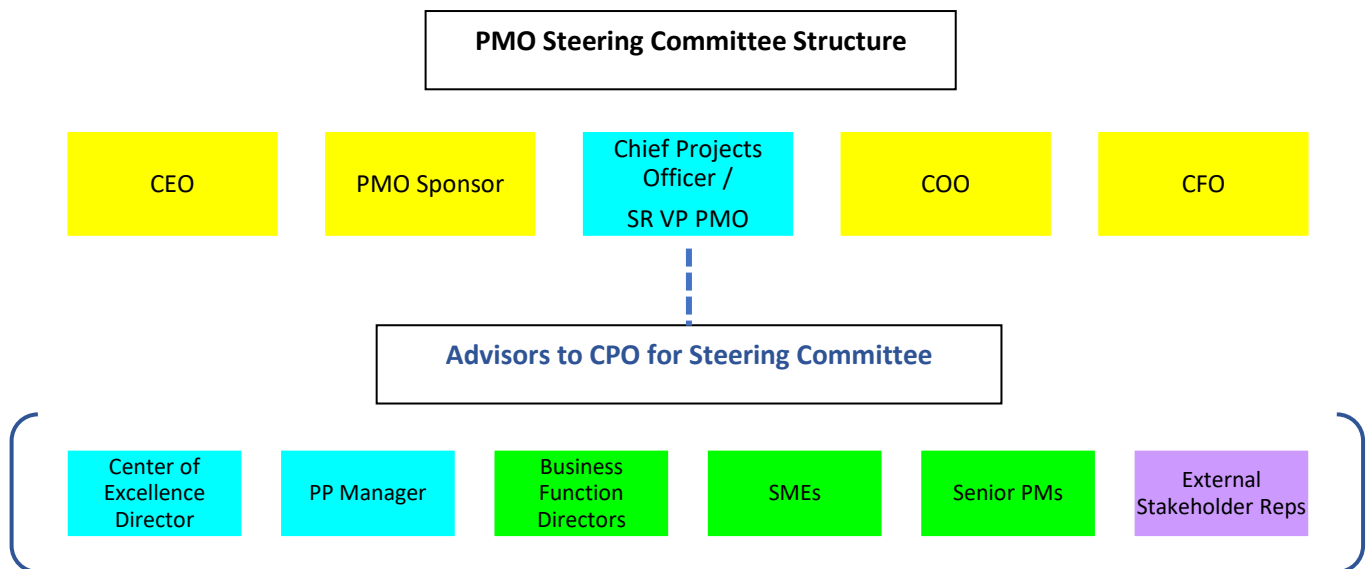 PMO Steering Committee Structure
CEO
PMO Sponsor
Chief Projects
Officer /
SR VP PMO
COO
CFO
Advisors to CPO for Steering Committee
Center of
Excellence
Director
PP Manager
Business
Function
Directors
SMEs
Senior PMs
External
Stakeholder Reps